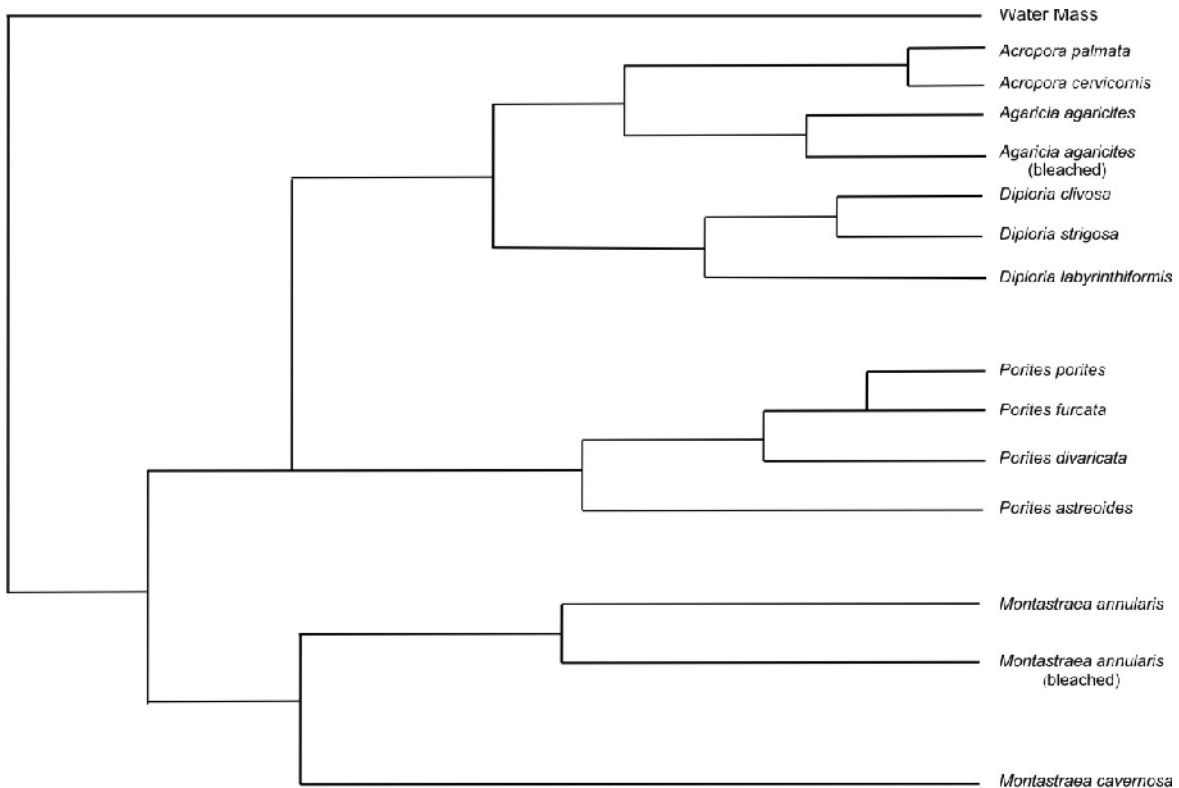 Water Mass
Acropora palmata
Acropora cervicornis
Agaricia agaricites
Agaricia agaricites
(bleached)
Diploria clivosa
Diploria strigosa
Diploria labyrinthiformis
Porites porites
Porites furcata
Porites divaricata
Porites astreoides
Montastraea annularis
Montastraea annularis
(bleached)
Montastraea cavernosa